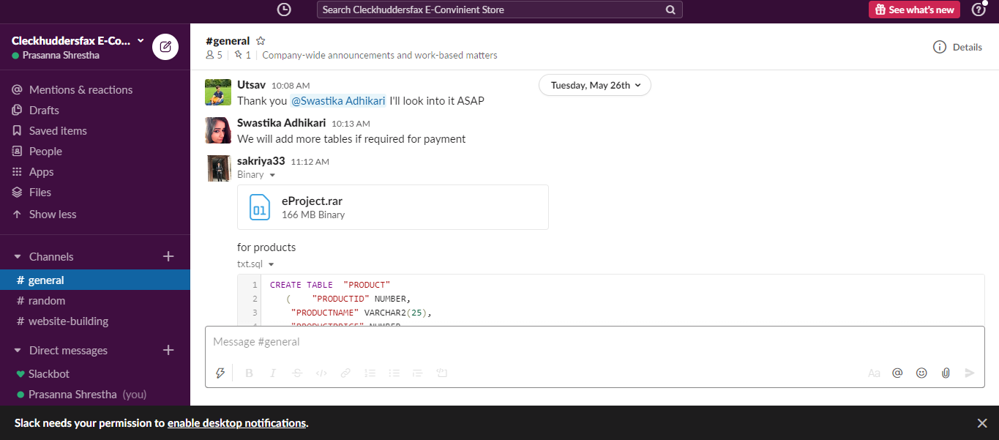 Search Cleckhuddersfax E-Convinient Store
See what's new
Cleckhuddersfax E-Co...
Prasanna Shrestha
Mentions & reactions
Drafts
Saved items
People
Apps
Files
Show less
Channels
# general
# random
# website-building
Direct messages
Slackbot
Prasanna Shrestha (you)
#general
5 | 1 | Company-wide announcements and work-based matters
Details
Tuesday, May 26th
Utsav 10:08 AM
Thank you @Swastika Adhikari I'll look into it ASAP
Swastika Adhikari 10:13 AM
We will add more tables if required for payment
sakriya33 11:12 AM
Binary
01
eProject.rar
166 MB Binary
for products
txt.sql
1 CREATE TABLE "PRODUCT"
2 ( "PRODUCTID" NUMBER,
3 "PRODUCTNAME" VARCHAR2(25),
4 "PRODUCTPRICE" NUMBER
Message #general
B I S </> Aa @
Slack needs your permission to enable desktop notifications.